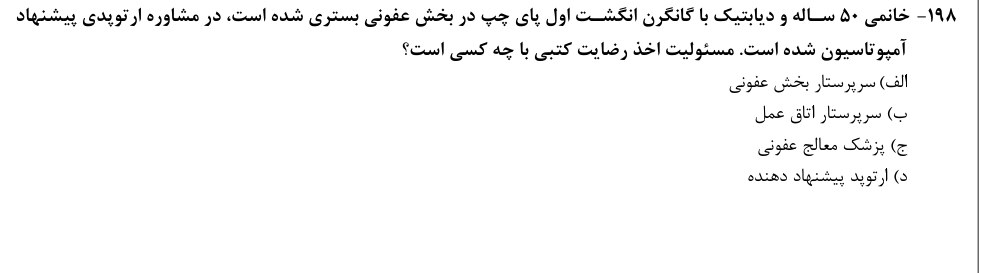 ۱۹۸- خانمی ۵۰ ســاله و دیابتیک با گانگرن انگشــت اول پای چپ در بخش عفونی بستری شده است، در مشاوره ارتوپدی پیشنهاد
آمپوتاسیون شده است. مسئولیت اخذ رضایت کتبی با چه کسی است؟
الف) سرپرستار بخش عفونی
ب) سرپرستار اتاق عمل
ج) پزشک معالج عفونی
د) ارتوپد پیشنهاد دهنده